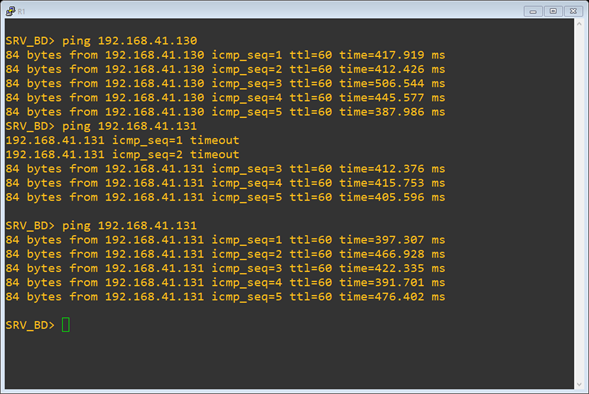 R1
SRV_BD> ping 192.168.41.130
84 bytes from 192.168.41.130 icmp_seq=1 ttl=60 time=417.919 ms
84 bytes from 192.168.41.130 icmp_seq=2 ttl=60 time=412.426 ms
84 bytes from 192.168.41.130 icmp_seq=3 ttl=60 time=506.544 ms
84 bytes from 192.168.41.130 icmp_seq=4 ttl=60 time=445.577 ms
84 bytes from 192.168.41.130 icmp_seq=5 ttl=60 time=387.986 ms
SRV_BD> ping 192.168.41.131
192.168.41.131 icmp_seq=1 timeout
192.168.41.131 icmp_seq=2 timeout
84 bytes from 192.168.41.131 icmp_seq=3 ttl=60 time=412.376 ms
84 bytes from 192.168.41.131 icmp_seq=4 ttl=60 time=415.753 ms
84 bytes from 192.168.41.131 icmp_seq=5 ttl=60 time=405.596 ms
SRV_BD> ping 192.168.41.131
84 bytes from 192.168.41.131 icmp_seq=1 ttl=60 time=397.307 ms
84 bytes from 192.168.41.131 icmp_seq=2 ttl=60 time=466.928 ms
84 bytes from 192.168.41.131 icmp_seq=3 ttl=60 time=422.335 ms
84 bytes from 192.168.41.131 icmp_seq=4 ttl=60 time=391.701 ms
84 bytes from 192.168.41.131 icmp_seq=5 ttl=60 time=476.402 ms
SRV_BD>